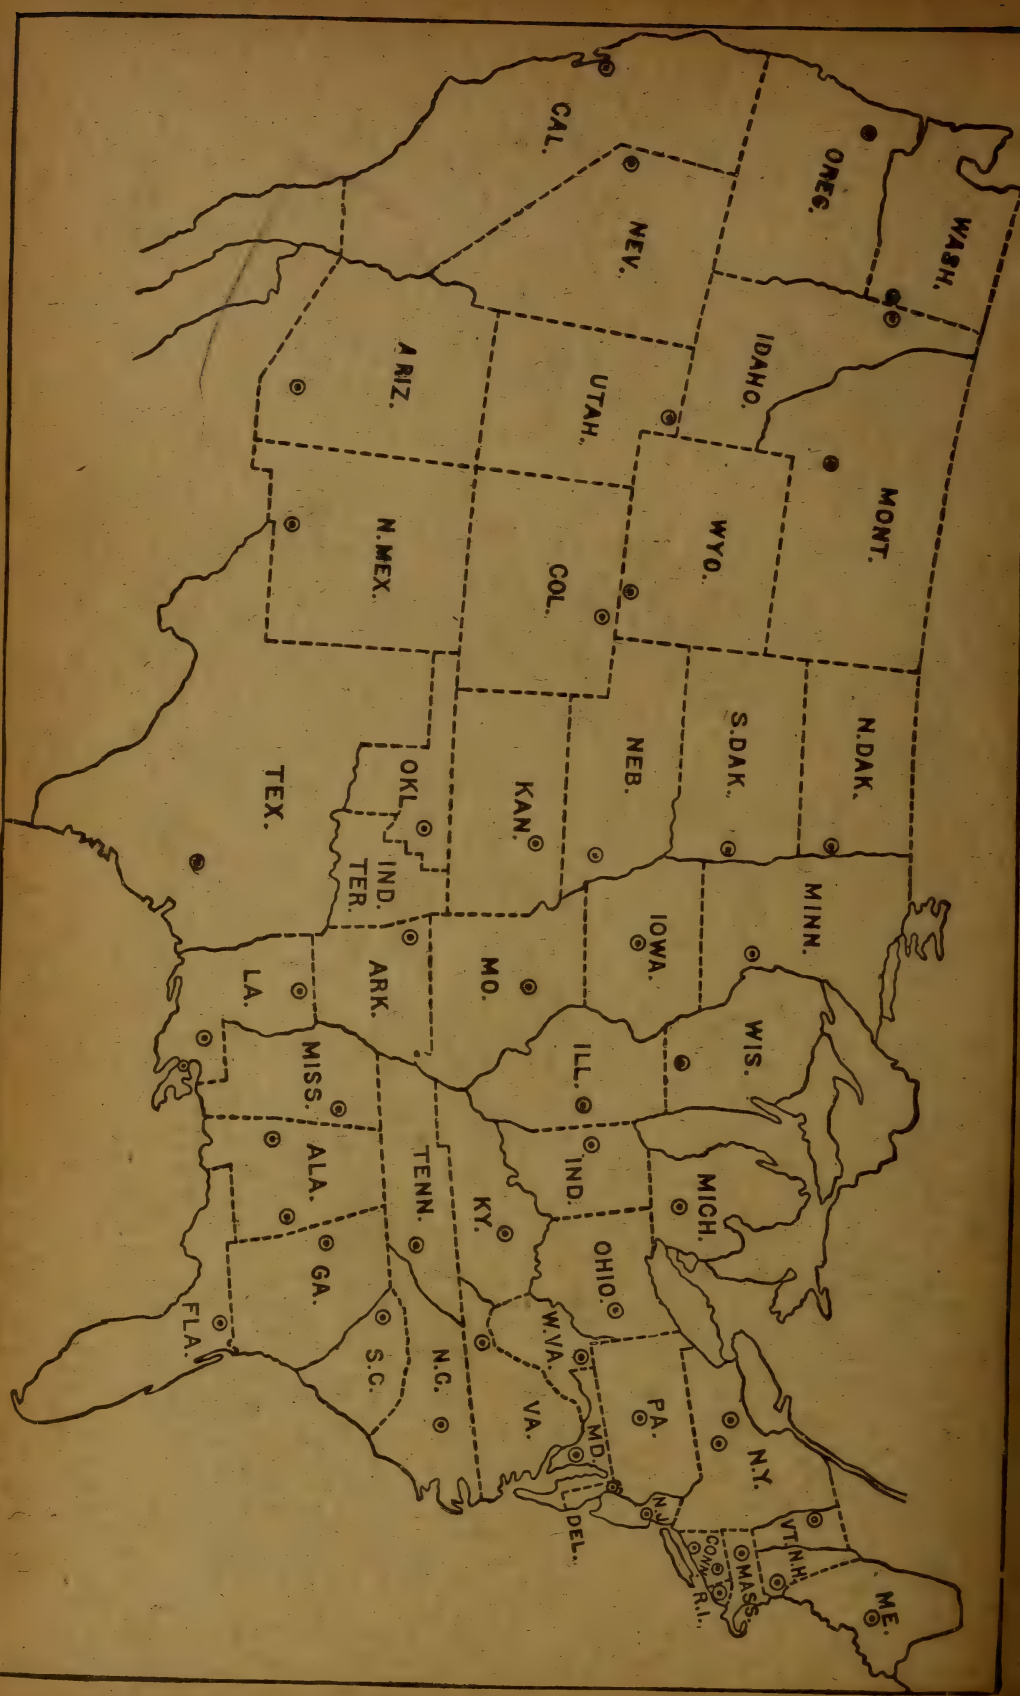 WASH.
OREG.
CAL.
NEV.
IDAHO.
MONT.
WYO.
UTAH.
COL.
ARIZ.
N.MEX.
N.DAK.
S.DAK.
NEB.
KAN.
OKL.
IND.
TER.
TEX.
MINN.
IOWA.
MO.
ARK.
LA.
WIS.
ILL.
MICH.
IND.
OHIO.
KY.
TENN.
MISS.
ALA.
GA.
FLA.
S.C.
N.C.
VA.
W.VA.
MD.
DEL.
PA.
N.J.
N.Y.
VT.
N.H.
ME.
MASS.
CONN.
R.I.